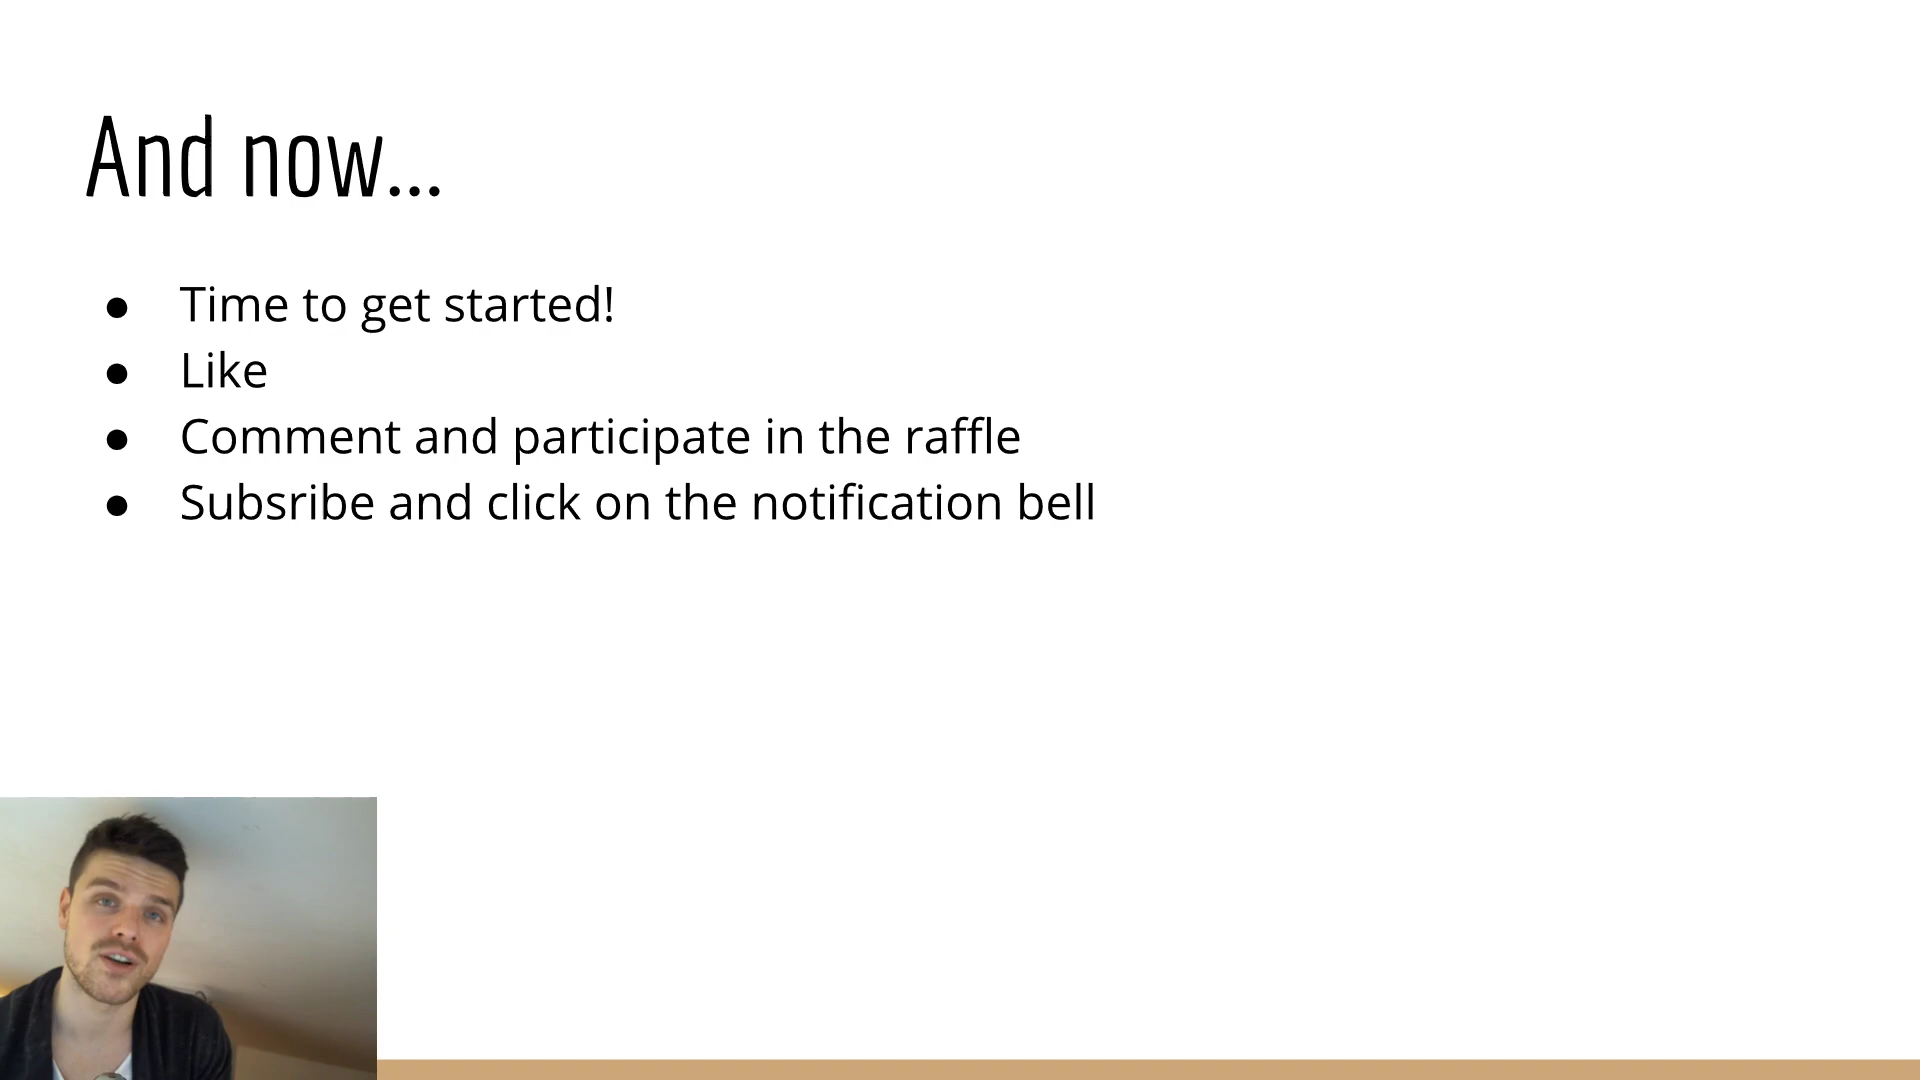 And now...
● Time to get started!
● Like
● Comment and participate in the raffle
● Subsribe and click on the notification bell